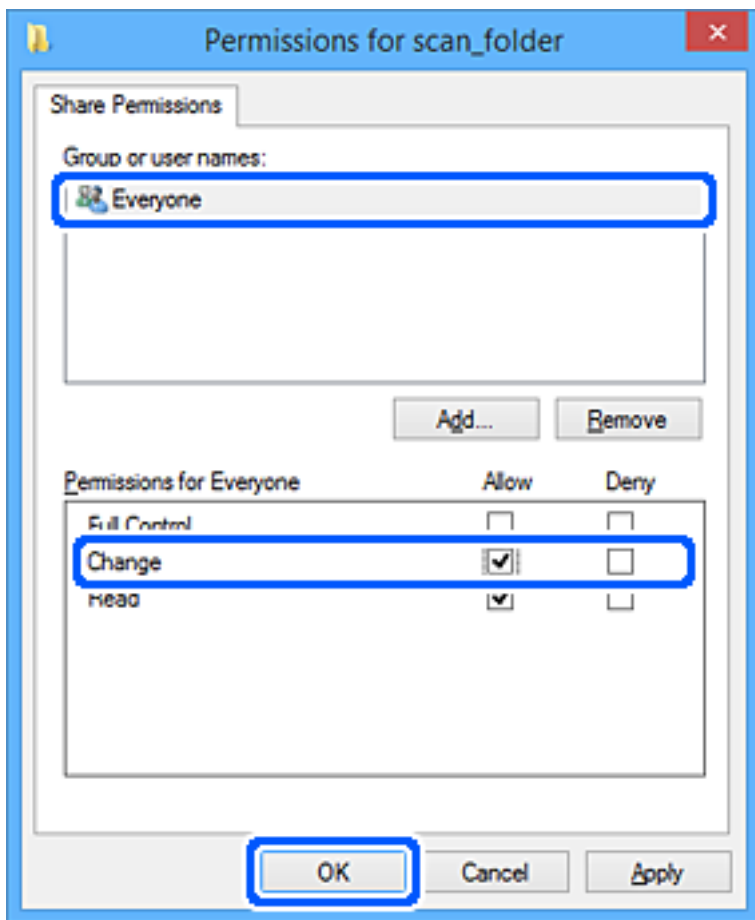 Permissions for scan_folder
Share Permissions
Group or user names:
Everyone
Add... Remove
Permissions for Everyone Allow Deny
Full Control
Change
Read
OK Cancel Apply